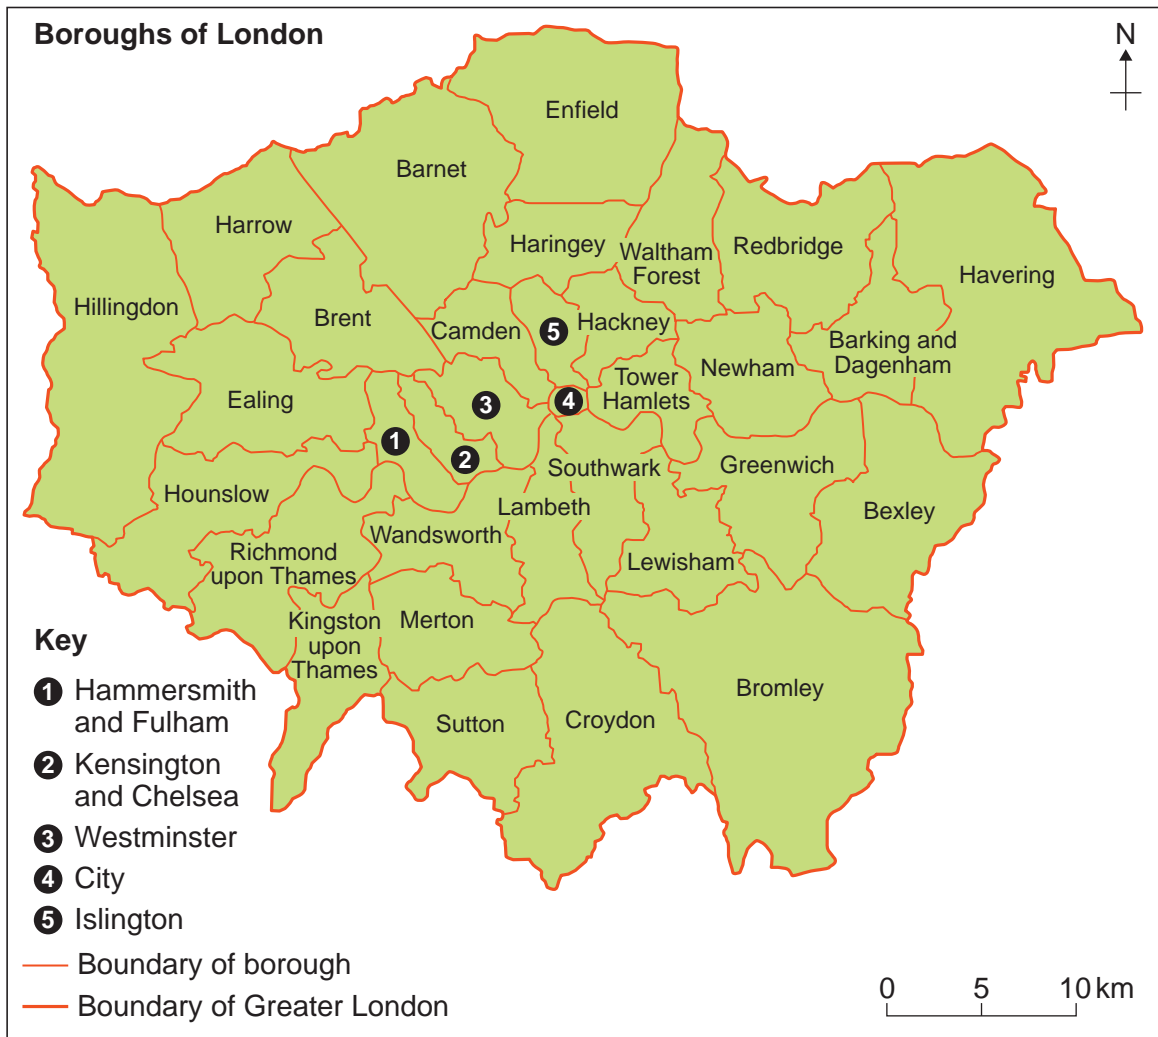 Boroughs of London
N
Enfield
Barnet
Harrow
Haringey
Waltham
Forest
Redbridge
Havering
Hillingdon
Brent
Camden
5
Hackney
Barking and
Dagenham
Newham
Tower
Hamlets
Ealing
3
4
1
2
Southwark
Greenwich
Hounslow
Lambeth
Bexley
Wandsworth
Richmond
upon Thames
Lewisham
Merton
Kingston
upon
Thames
Bromley
Sutton
Croydon
Key
1 Hammersmith
and Fulham
2 Kensington
and Chelsea
3 Westminster
4 City
5 Islington
Boundary of borough
Boundary of Greater London
0 5 10 km